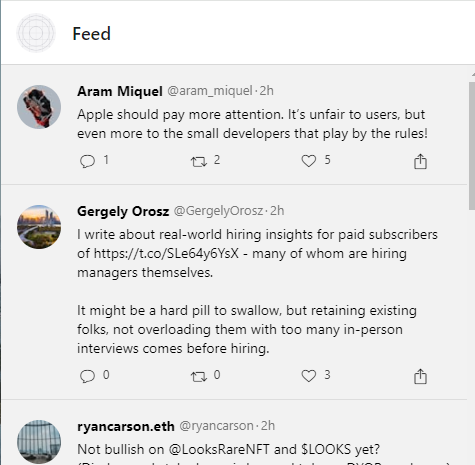 Feed
Aram Miquel @aram_miquel · 2h
Apple should pay more attention. It's unfair to users, but
even more to the small developers that play by the rules!
1 2 5
Gergely Orosz @GergelyOrosz · 2h
I write about real-world hiring insights for paid subscribers
of https://t.co/SLe64y6YsX - many of whom are hiring
managers themselves.
It might be a hard pill to swallow, but retaining existing
folks, not overloading them with too many in-person
interviews comes before hiring.
0 0 3
ryancarson.eth @ryancarson · 2h
Not bullish on @LooksRareNFT and $LOOKS yet?